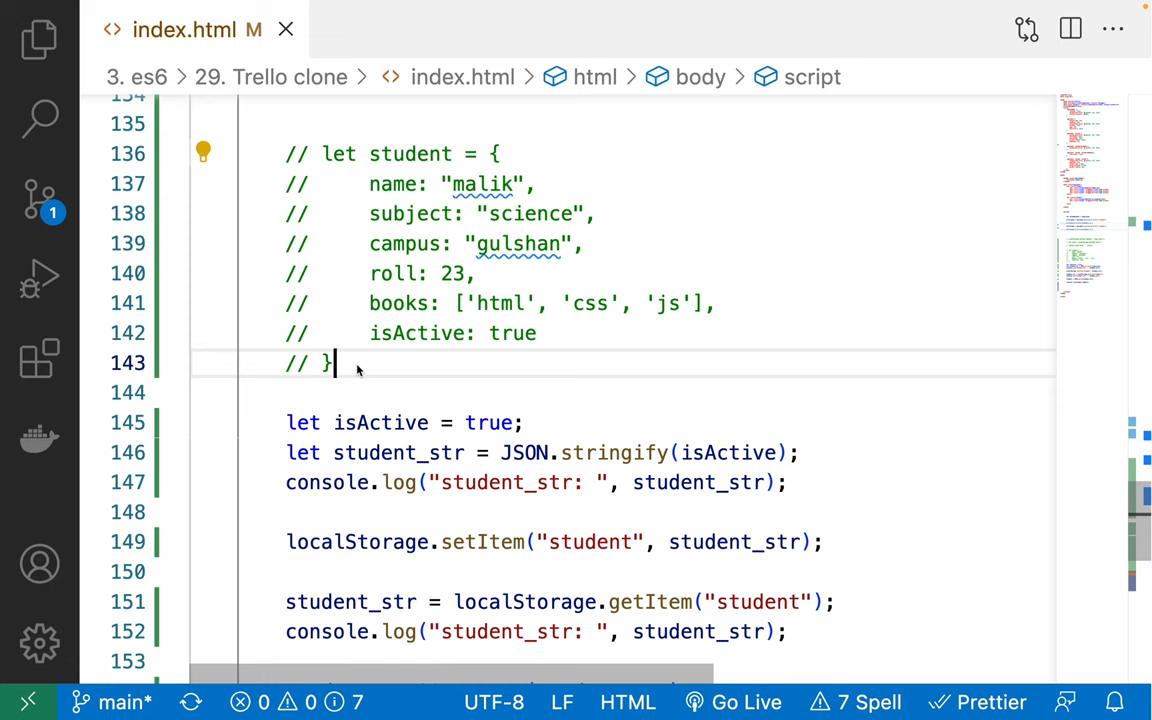 index.html M
3. es6 > 29. Trello clone > index.html > html > body > script
134
135
136 // let student = {
137 // name: "malik",
138 // subject: "science",
139 // campus: "gulshan",
140 // roll: 23,
141 // books: ['html', 'css', 'js'],
142 // isActive: true
143 // }
144
145 let isActive = true;
146 let student_str = JSON.stringify(isActive);
147 console.log("student_str: ", student_str);
148
149 localStorage.setItem("student", student_str);
150
151 student_str = localStorage.getItem("student");
152 console.log("student_str: ", student_str);
153
1
main* 0 0 7 UTF-8 LF HTML Go Live 7 Spell Prettier